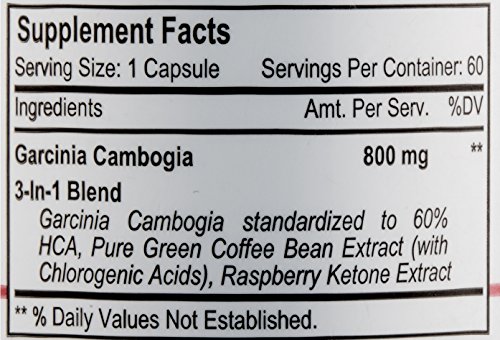 Supplement Facts
Serving Size: 1 Capsule Servings Per Container: 60
Ingredients Amt. Per Serv. %DV
Garcinia Cambogia 800 mg **
3-In-1 Blend
Garcinia Cambogia standardized to 60%
HCA, Pure Green Coffee Bean Extract (with
Chlorogenic Acids), Raspberry Ketone Extract
** % Daily Values Not Established.